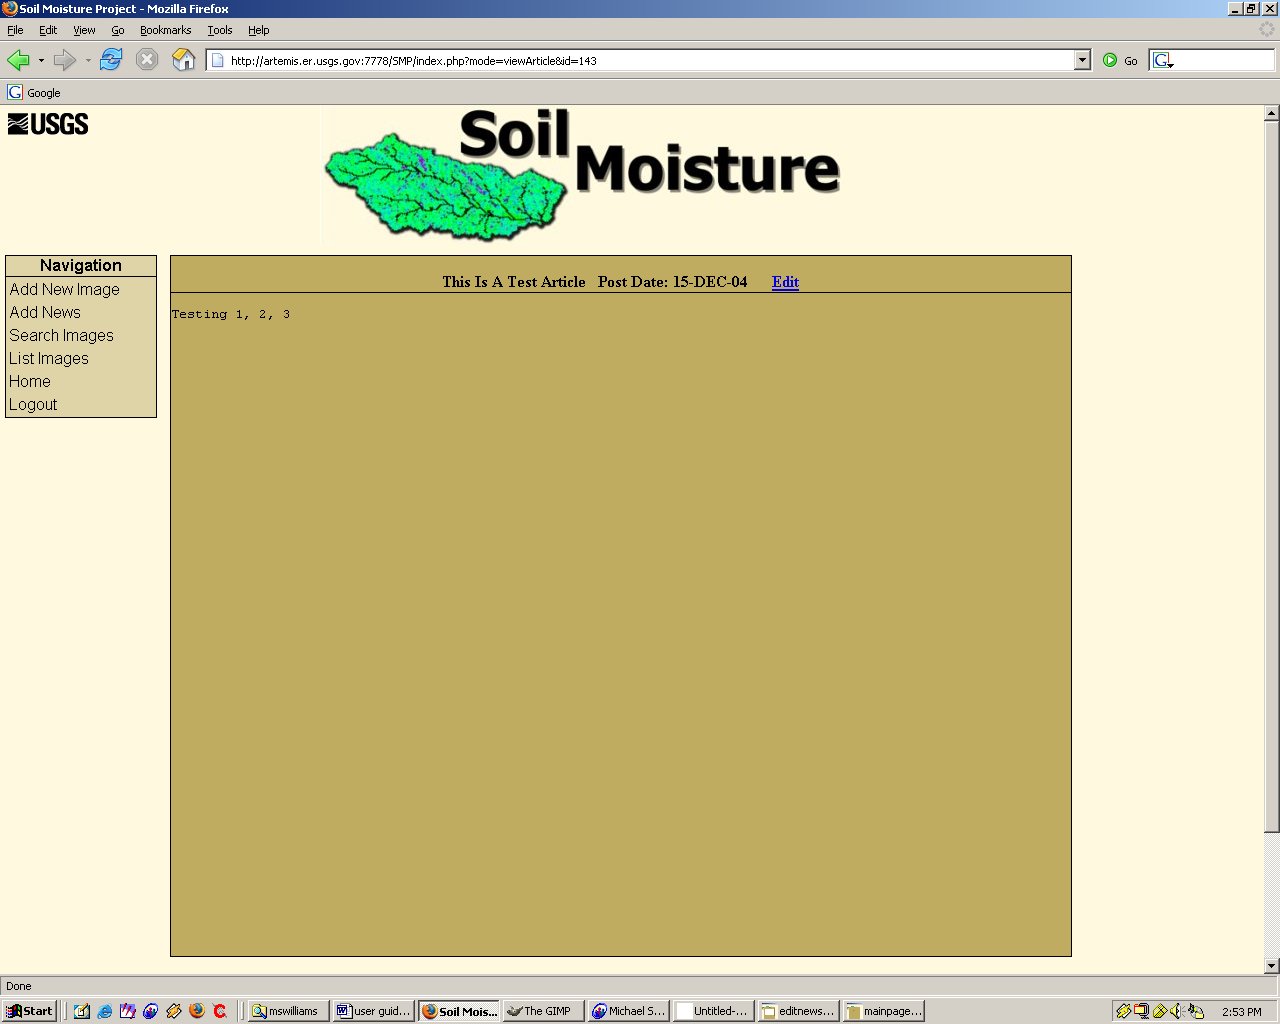 Soil Moisture Project - Mozilla Firefox
File Edit View Go Bookmarks Tools Help
http://artemis.er.usgs.gov:7778/SMP/index.php?mode=viewArticle&id=143
Go
G
G Google
USGS
Soil
Moisture
Navigation
Add New Image
Add News
Search Images
List Images
Home
Logout
This Is A Test Article Post Date: 15-DEC-04 Edit
Testing 1, 2, 3
Done
Start mswilliams user guid... Soil Mois... The GIMP Michael S... Untitled-... editnews... mainpage... 2:53 PM